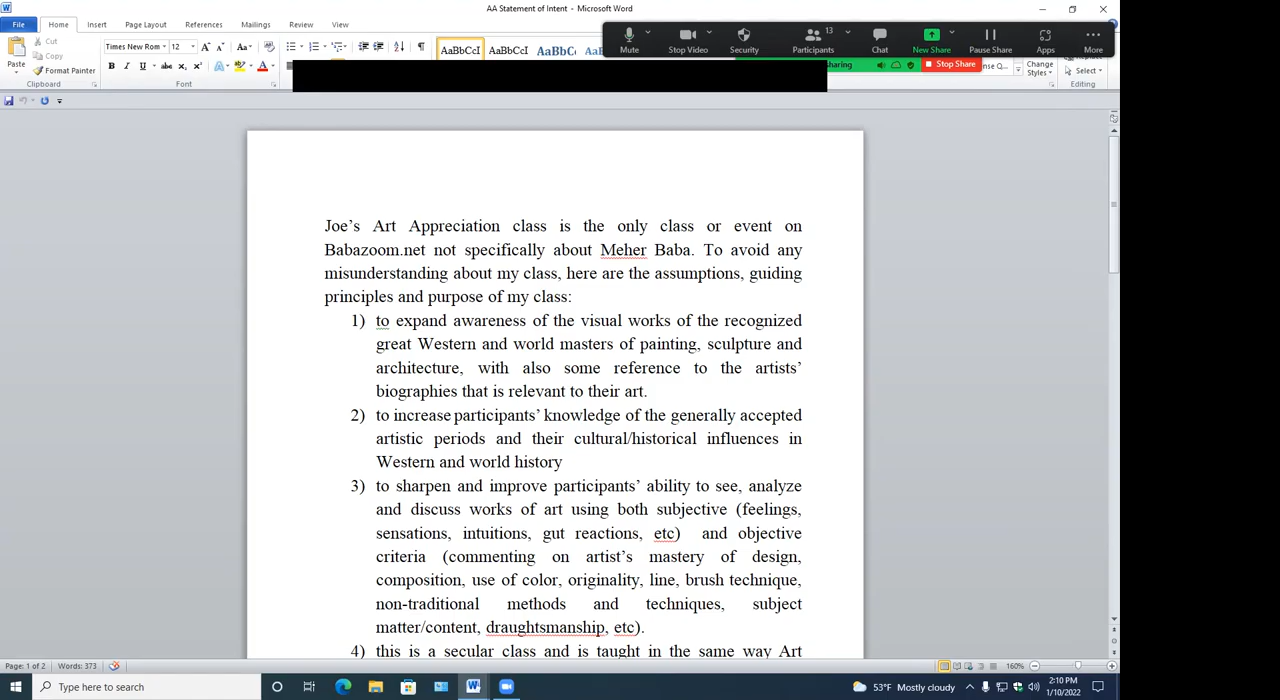 AA Statement of Intent - Microsoft Word
File Home Insert Page Layout References Mailings Review View
Mute Stop Video Security Participants 13 Chat New Share Pause Share Apps More
Paste Cut Copy Format Painter
Times New Rom 12
AaBbCcI AaBbCcI AaBbC AaB
haring Stop Share
Change Styles
Select
Clipboard Font Editing
Joe's Art Appreciation class is the only class or event on
Babazoom.net not specifically about Meher Baba. To avoid any
misunderstanding about my class, here are the assumptions, guiding
principles and purpose of my class:
1) to expand awareness of the visual works of the recognized
great Western and world masters of painting, sculpture and
architecture, with also some reference to the artists'
biographies that is relevant to their art.
2) to increase participants' knowledge of the generally accepted
artistic periods and their cultural/historical influences in
Western and world history
3) to sharpen and improve participants' ability to see, analyze
and discuss works of art using both subjective (feelings,
sensations, intuitions, gut reactions, etc) and objective
criteria (commenting on artist's mastery of design,
composition, use of color, originality, line, brush technique,
non-traditional methods and techniques, subject
matter/content, draughtsmanship, etc).
4) this is a secular class and is taught in the same way Art
Page: 1 of 2 Words: 373 160%
Type here to search
53°F Mostly cloudy
2:10 PM
1/10/2022